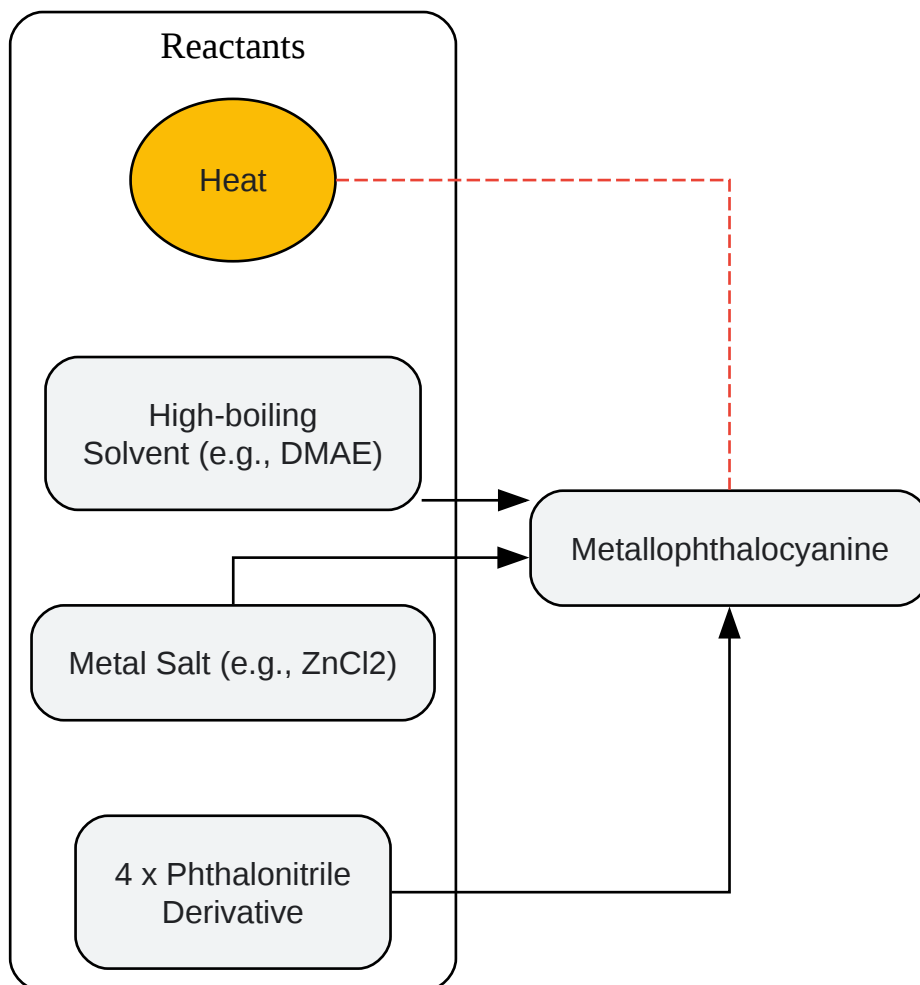 Reactants
Heat
High-boiling
Solvent (e.g., DMAE)
Metallophthalocyanine
Metal Salt (e.g., ZnCl2)
4 x Phthalonitrile
Derivative